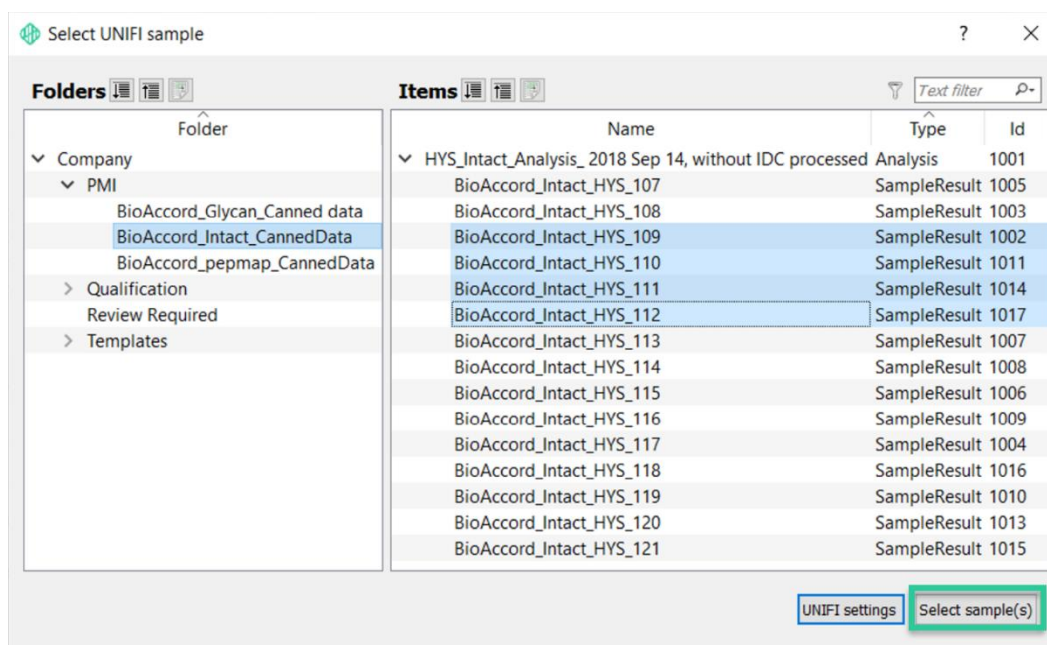 Select UNIFI sample
?
Folders
Items
Text filter
Folder
Name
Type
Id
Company
PMI
BioAccord_Glycan_Canned data
BioAccord_Intact_CannedData
BioAccord_pepmap_CannedData
Qualification
Review Required
Templates
HYS_Intact_Analysis_ 2018 Sep 14, without IDC processed Analysis 1001
BioAccord_Intact_HYS_107 SampleResult 1005
BioAccord_Intact_HYS_108 SampleResult 1003
BioAccord_Intact_HYS_109 SampleResult 1002
BioAccord_Intact_HYS_110 SampleResult 1011
BioAccord_Intact_HYS_111 SampleResult 1014
BioAccord_Intact_HYS_112 SampleResult 1017
BioAccord_Intact_HYS_113 SampleResult 1007
BioAccord_Intact_HYS_114 SampleResult 1008
BioAccord_Intact_HYS_115 SampleResult 1006
BioAccord_Intact_HYS_116 SampleResult 1009
BioAccord_Intact_HYS_117 SampleResult 1004
BioAccord_Intact_HYS_118 SampleResult 1016
BioAccord_Intact_HYS_119 SampleResult 1010
BioAccord_Intact_HYS_120 SampleResult 1013
BioAccord_Intact_HYS_121 SampleResult 1015
UNIFI settings
Select sample(s)